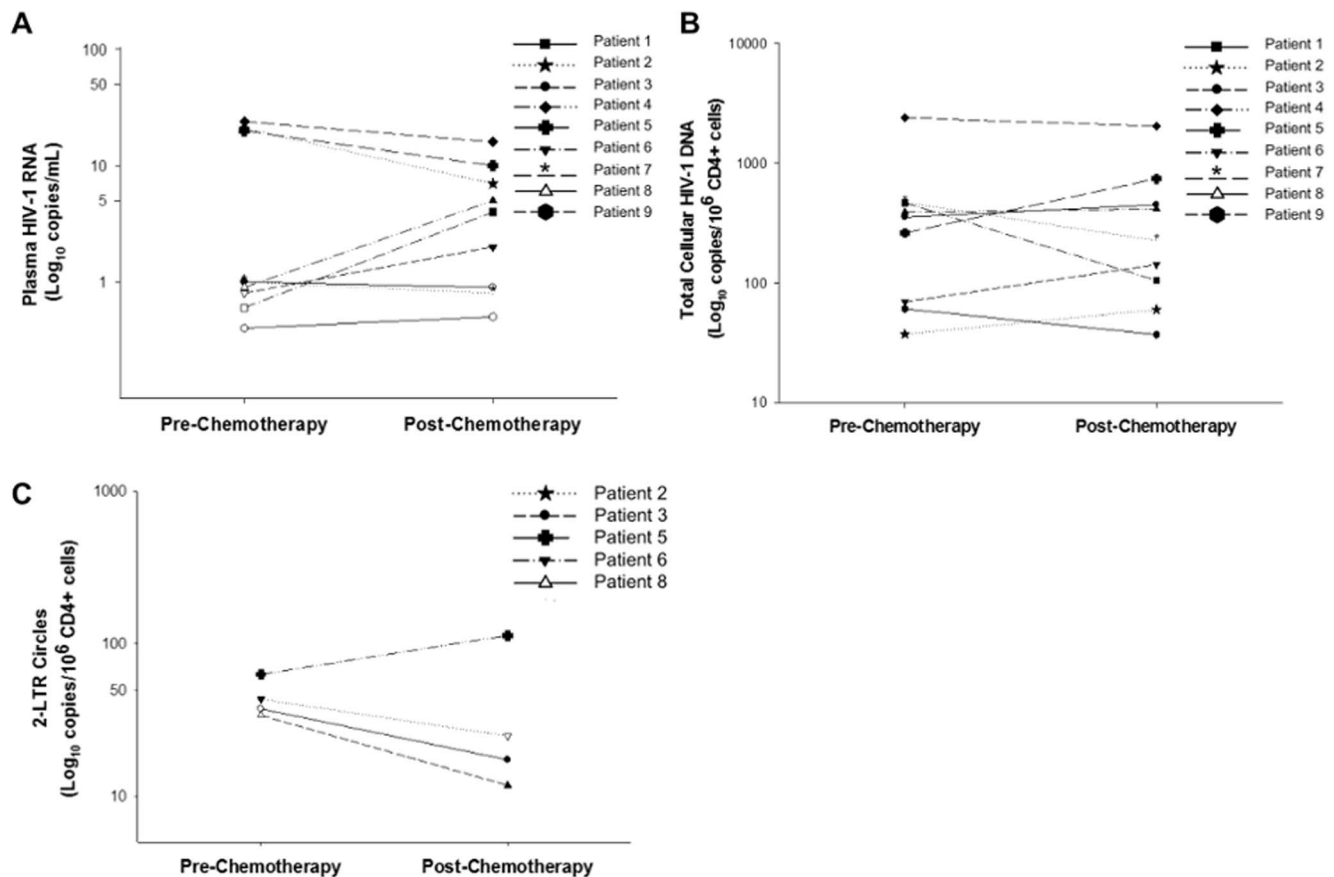 A
Plasma HIV-1 RNA
(Log10 copies/mL)
100
50
10
5
1
Patient 1
Patient 2
Patient 3
Patient 4
Patient 5
Patient 6
Patient 7
Patient 8
Patient 9
Pre-Chemotherapy
Post-Chemotherapy
B
Total Cellular HIV-1 DNA
(Log10 copies/10^6 CD4+ cells)
10000
1000
100
10
Patient 1
Patient 2
Patient 3
Patient 4
Patient 5
Patient 6
Patient 7
Patient 8
Patient 9
Pre-Chemotherapy
Post-Chemotherapy
C
2-LTR Circles
(Log10 copies/10^6 CD4+ cells)
1000
100
50
10
Patient 2
Patient 3
Patient 5
Patient 6
Patient 8
Pre-Chemotherapy
Post-Chemotherapy